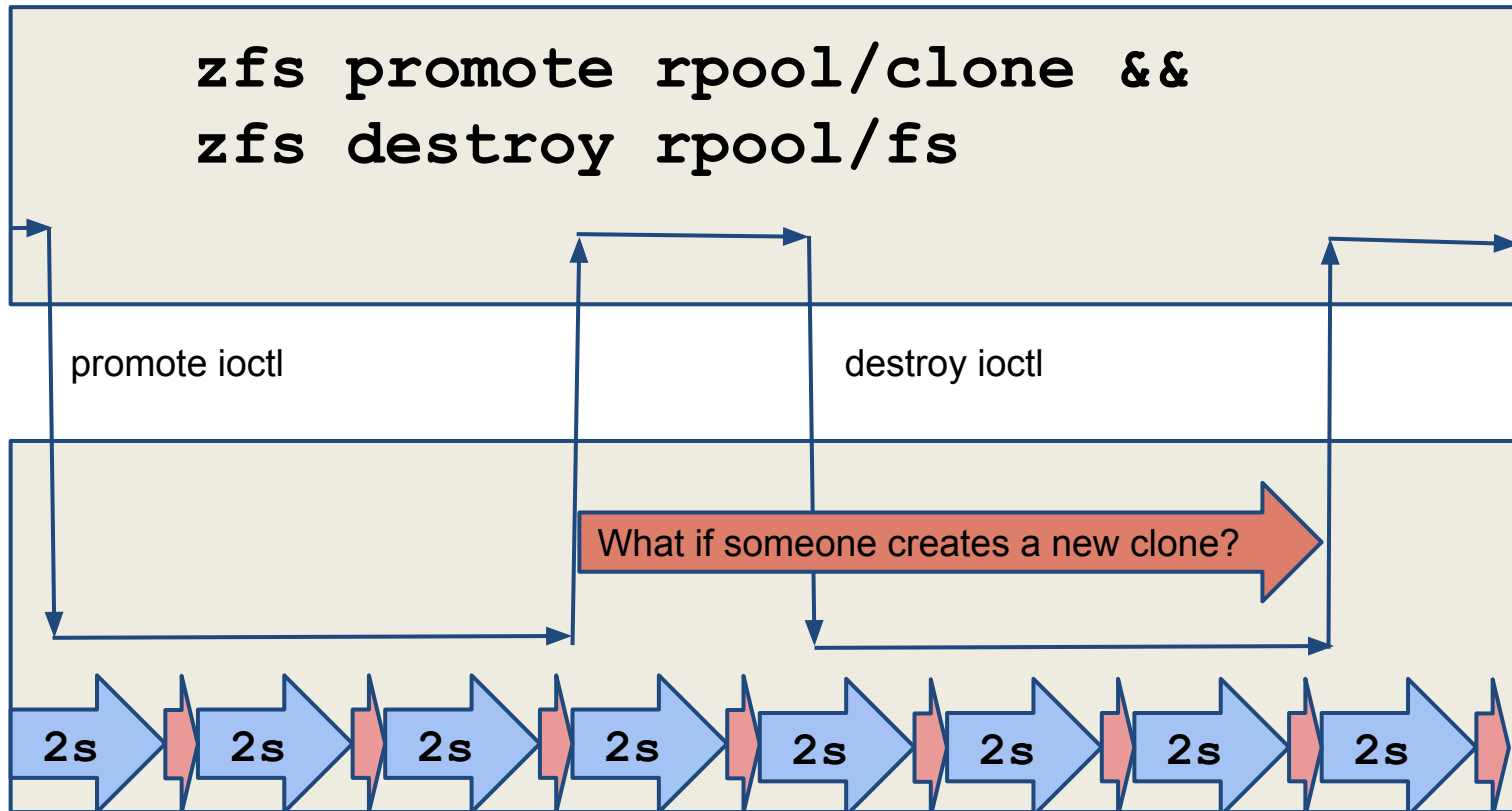 zfs promote rpool/clone &&
zfs destroy rpool/fs
promote ioctl
destroy ioctl
What if someone creates a new clone?
2s
2s
2s
2s
2s
2s
2s
2s